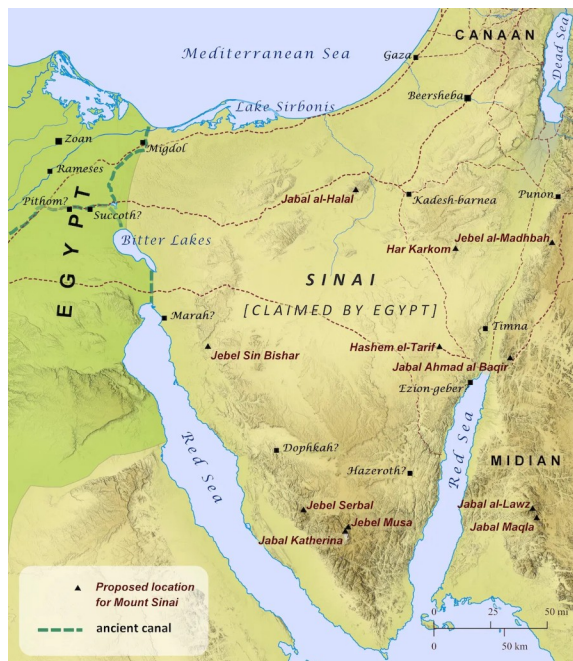 CANAAN
Mediterranean Sea
Gaza
Dead Sea
Beersheba
Lake Sirbonis
Zoan
Migdol
Rameses
Jabal al-Halal
Kadesh-barnea
Punon
Pithom?
Succoth?
EGYPT
Bitter Lakes
Har Karkom
Jebel al-Madhbah
SINAI
[CLAIMED BY EGYPT]
Marah?
Timna
Jebel Sin Bishar
Hashem el-Tarif
Jabal Ahmad al Baqir
Ezion-geber?
Red Sea
Dophkah?
Red Sea
MIDIAN
Hazeroth?
Jebel Serbal
Jabal al-Lawz
Jebel Musa
Jabal Maqla
Jabal Katherina
Proposed location
for Mount Sinai
ancient canal
0 25 50 mi
0 50 km